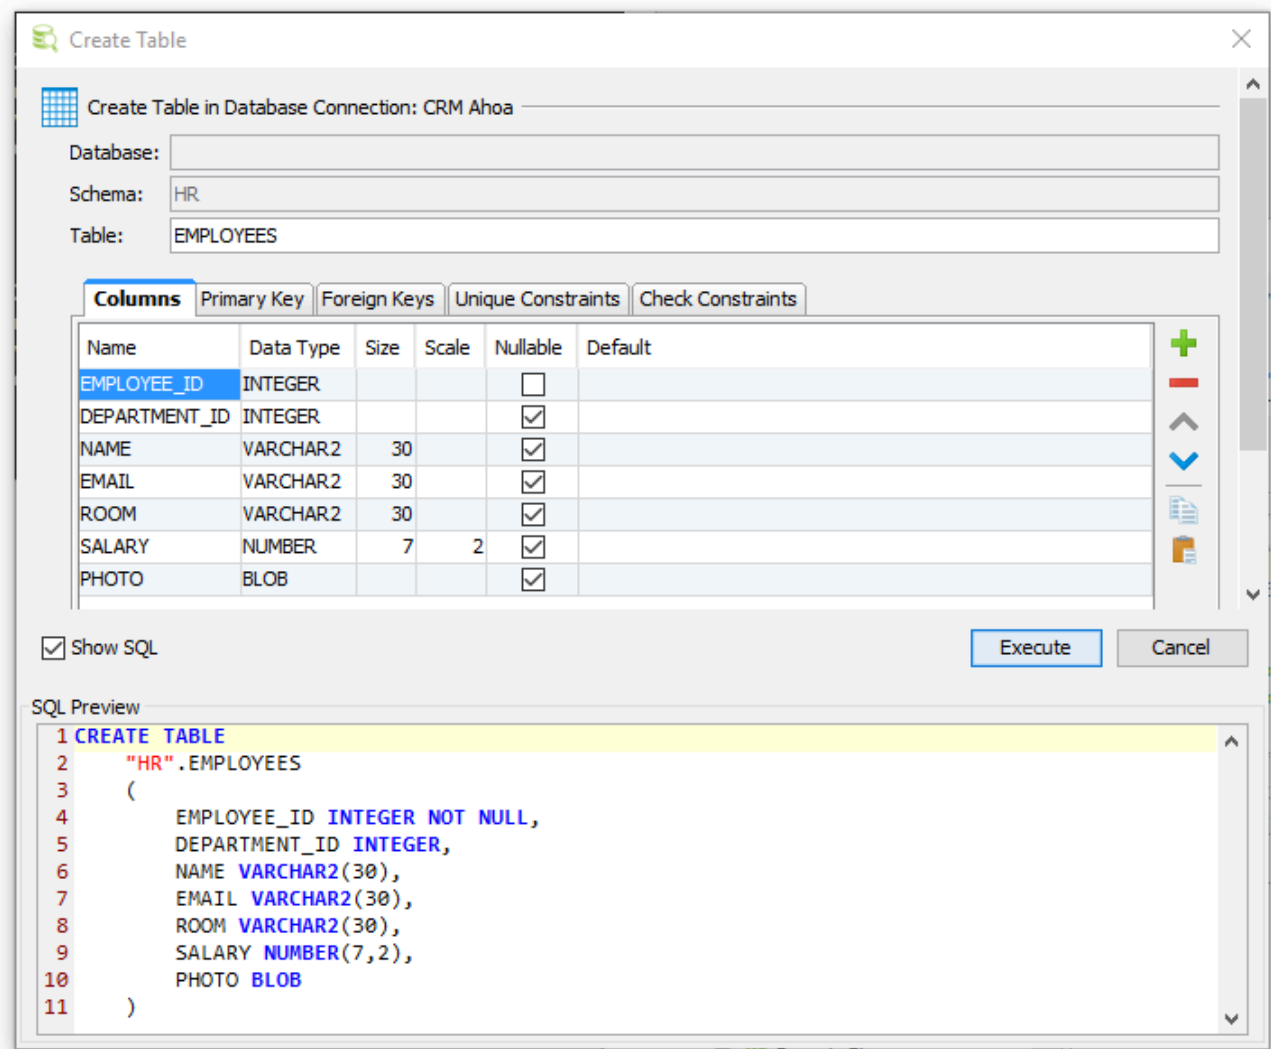 Create Table
Create Table in Database Connection: CRM Ahoa
Database:
Schema: HR
Table: EMPLOYEES
Columns Primary Key Foreign Keys Unique Constraints Check Constraints
Name Data Type Size Scale Nullable Default
EMPLOYEE_ID INTEGER
DEPARTMENT_ID INTEGER
NAME VARCHAR2 30
EMAIL VARCHAR2 30
ROOM VARCHAR2 30
SALARY NUMBER 7 2
PHOTO BLOB
Show SQL Execute Cancel
SQL Preview
1 CREATE TABLE
2 "HR".EMPLOYEES
3 (
4 EMPLOYEE_ID INTEGER NOT NULL,
5 DEPARTMENT_ID INTEGER,
6 NAME VARCHAR2(30),
7 EMAIL VARCHAR2(30),
8 ROOM VARCHAR2(30),
9 SALARY NUMBER(7,2),
10 PHOTO BLOB
11 )